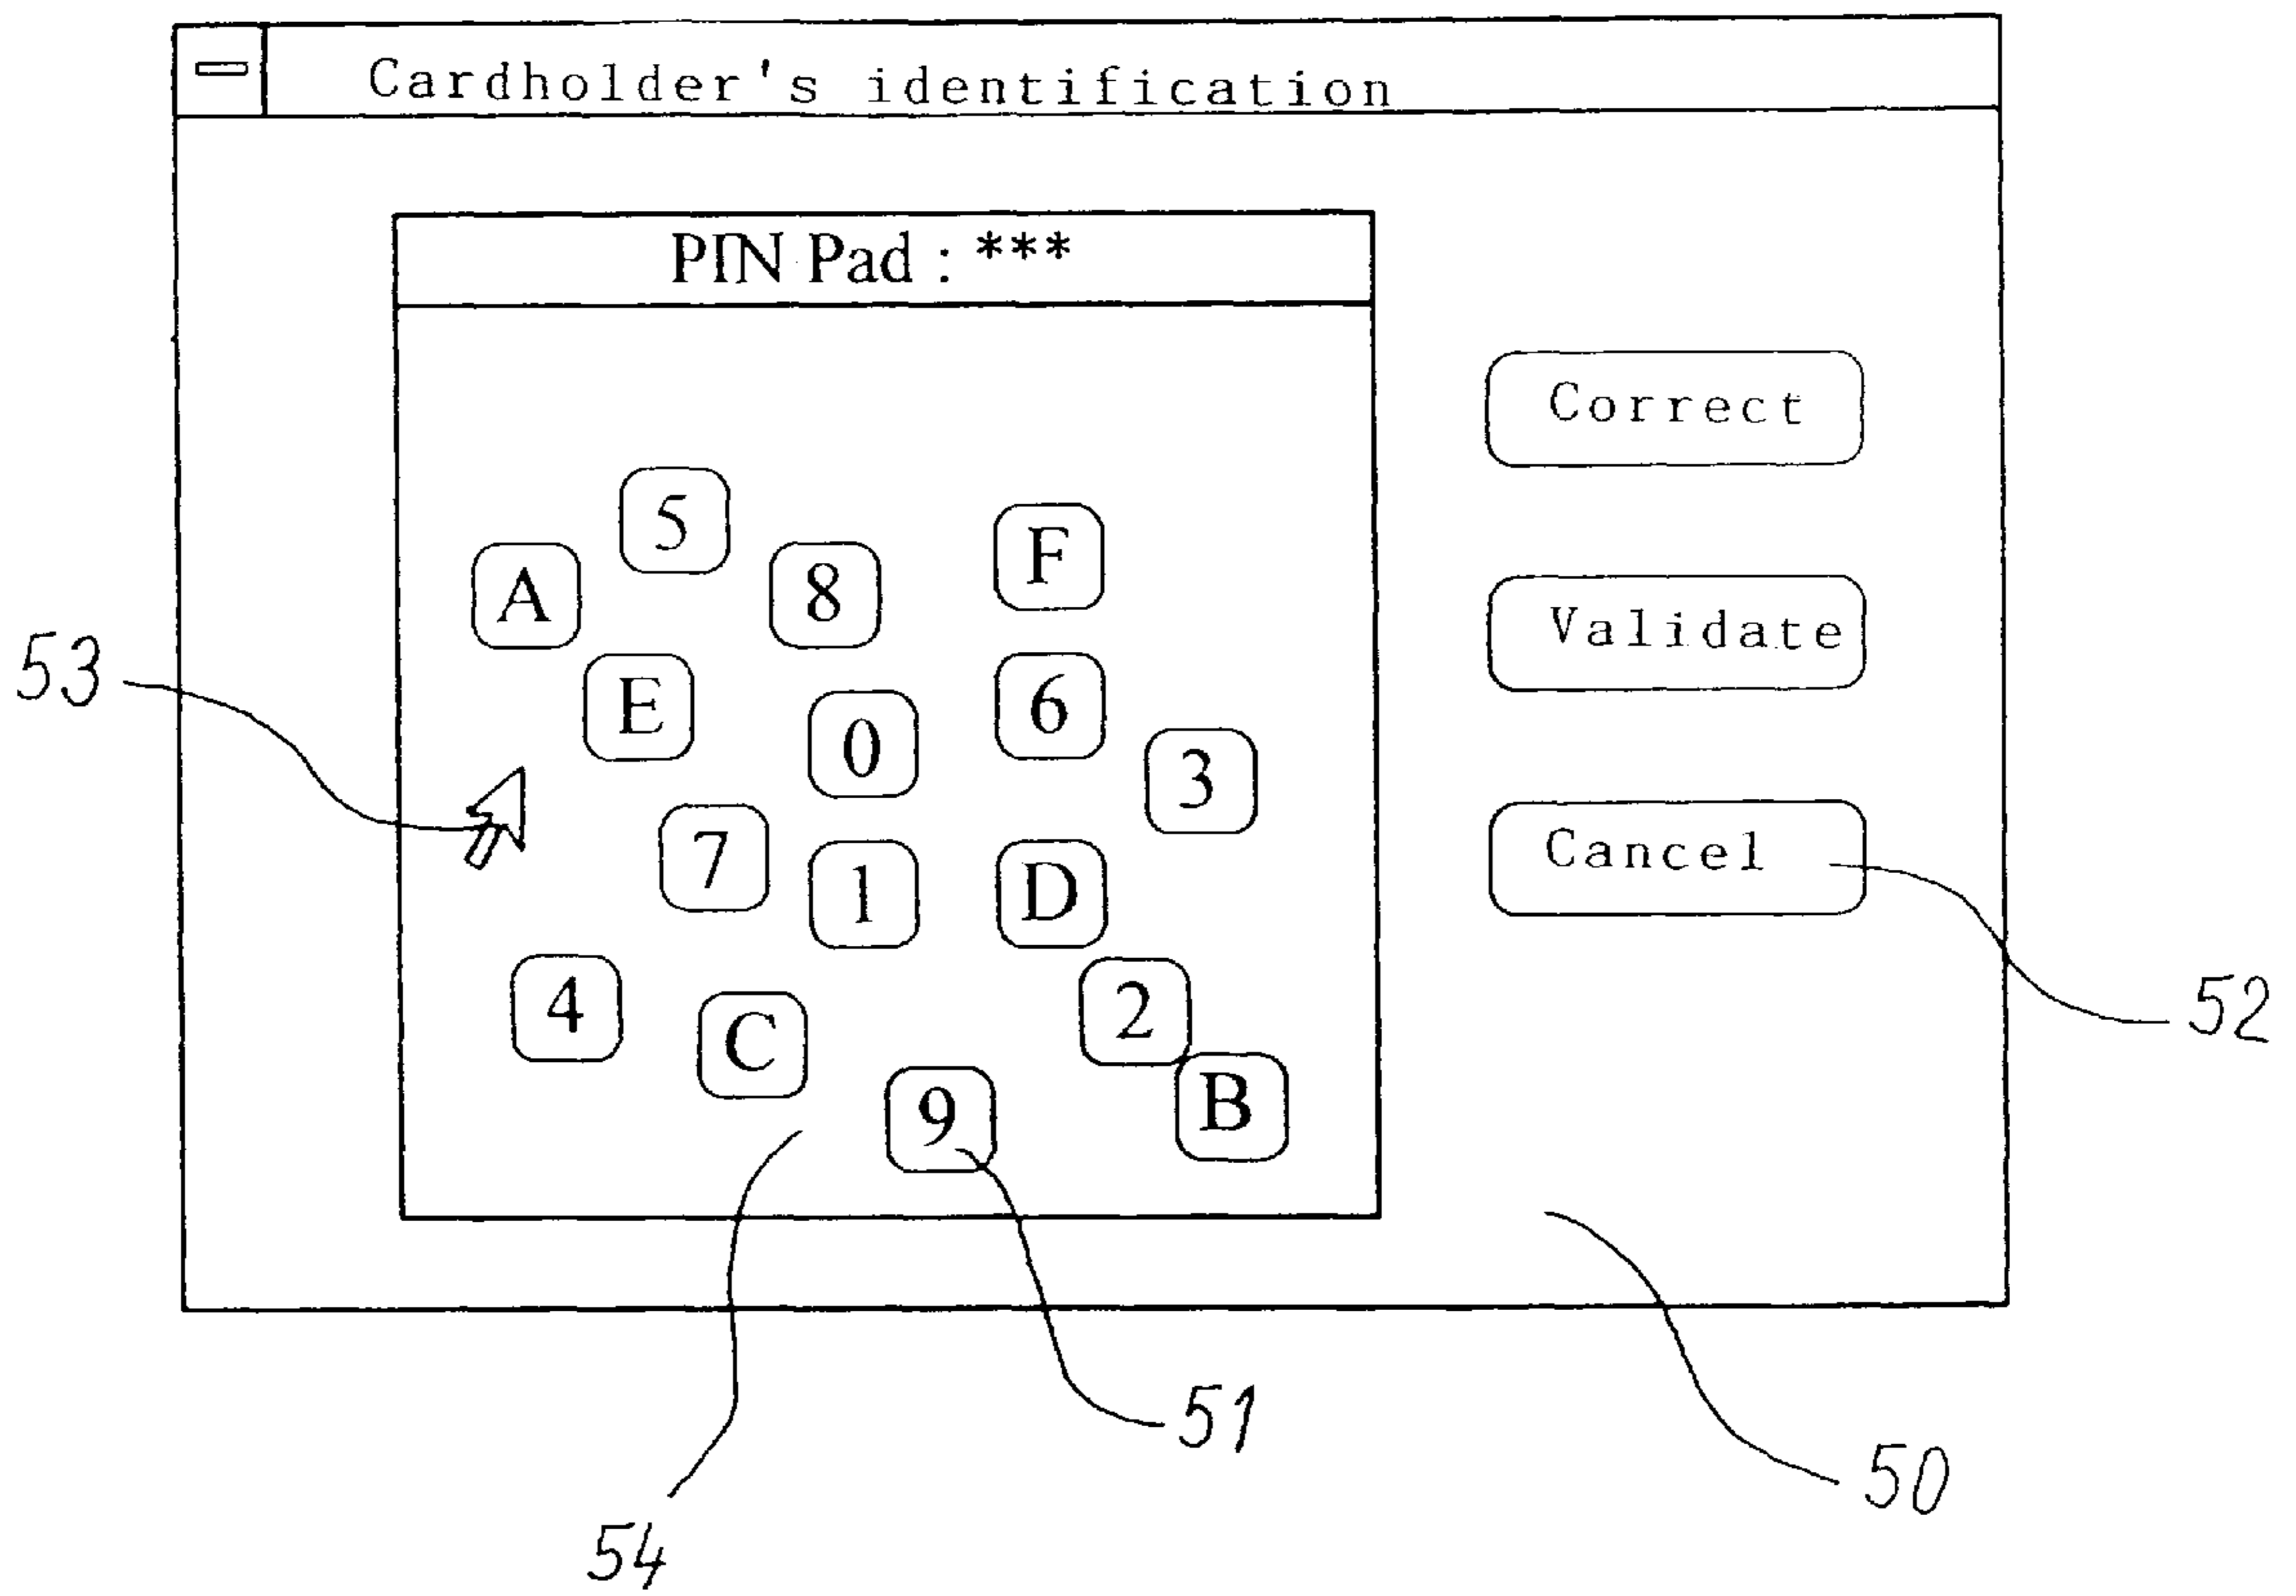 Cardholder's identification
PIN Pad : ***
Correct
5
F
A
8
Validate
53
E
6
0
3
7
1
D
Cancel
4
2
52
C
B
9
51
50
54